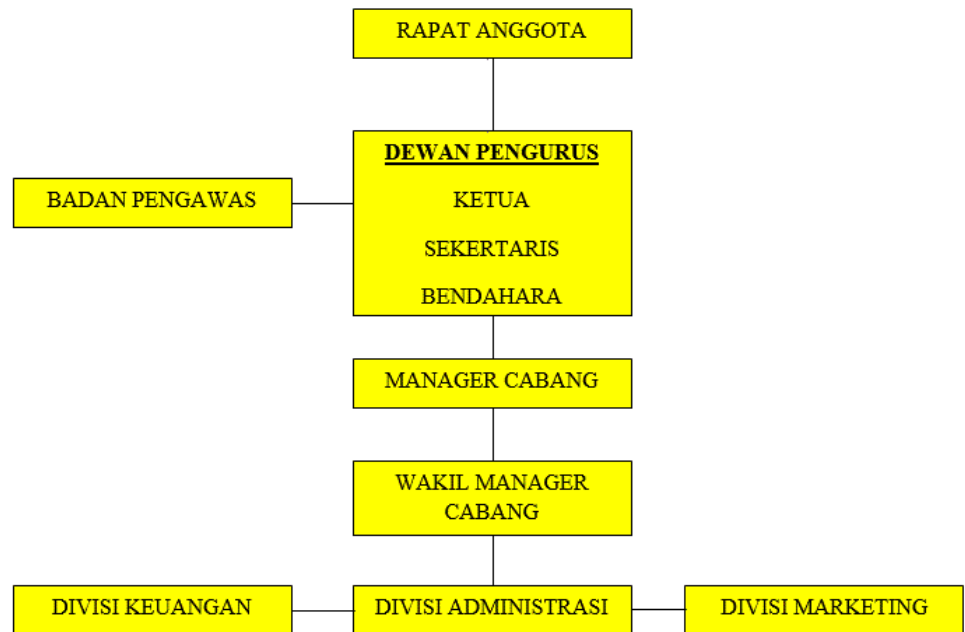 RAPAT ANGGOTA
DEWAN PENGURUS
BADAN PENGAWAS
KETUA
SEKERTARIS
BENDAHARA
MANAGER CABANG
WAKIL MANAGER
CABANG
DIVISI KEUANGAN
DIVISI ADMINISTRASI
DIVISI MARKETING